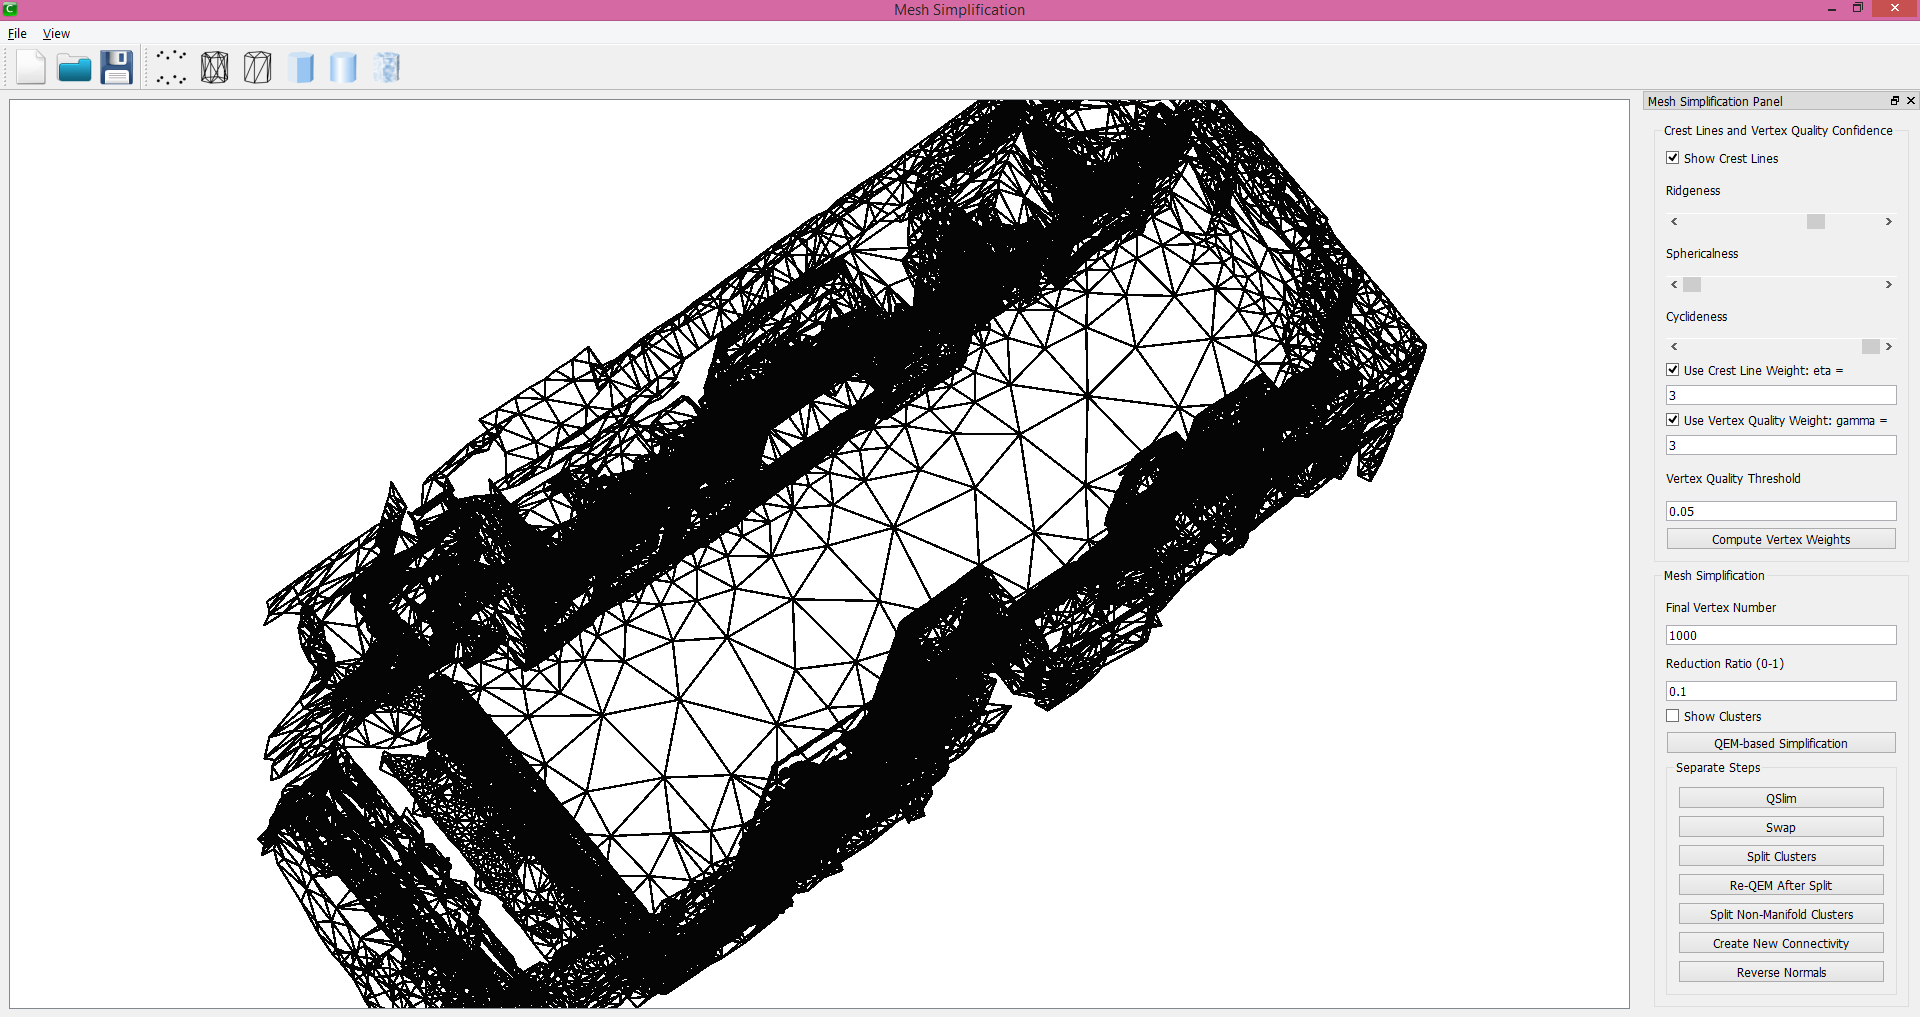 C
Mesh Simplification
File View
Mesh Simplification Panel
Crest Lines and Vertex Quality Confidence
Show Crest Lines
Ridgeness
Sphericalness
Cyclideness
Use Crest Line Weight: eta =
3
Use Vertex Quality Weight: gamma =
3
Vertex Quality Threshold
0.05
Compute Vertex Weights
Mesh Simplification
Final Vertex Number
1000
Reduction Ratio (0-1)
0.1
Show Clusters
QEM-based Simplification
Separate Steps
QSlim
Swap
Split Clusters
Re-QEM After Split
Split Non-Manifold Clusters
Create New Connectivity
Reverse Normals